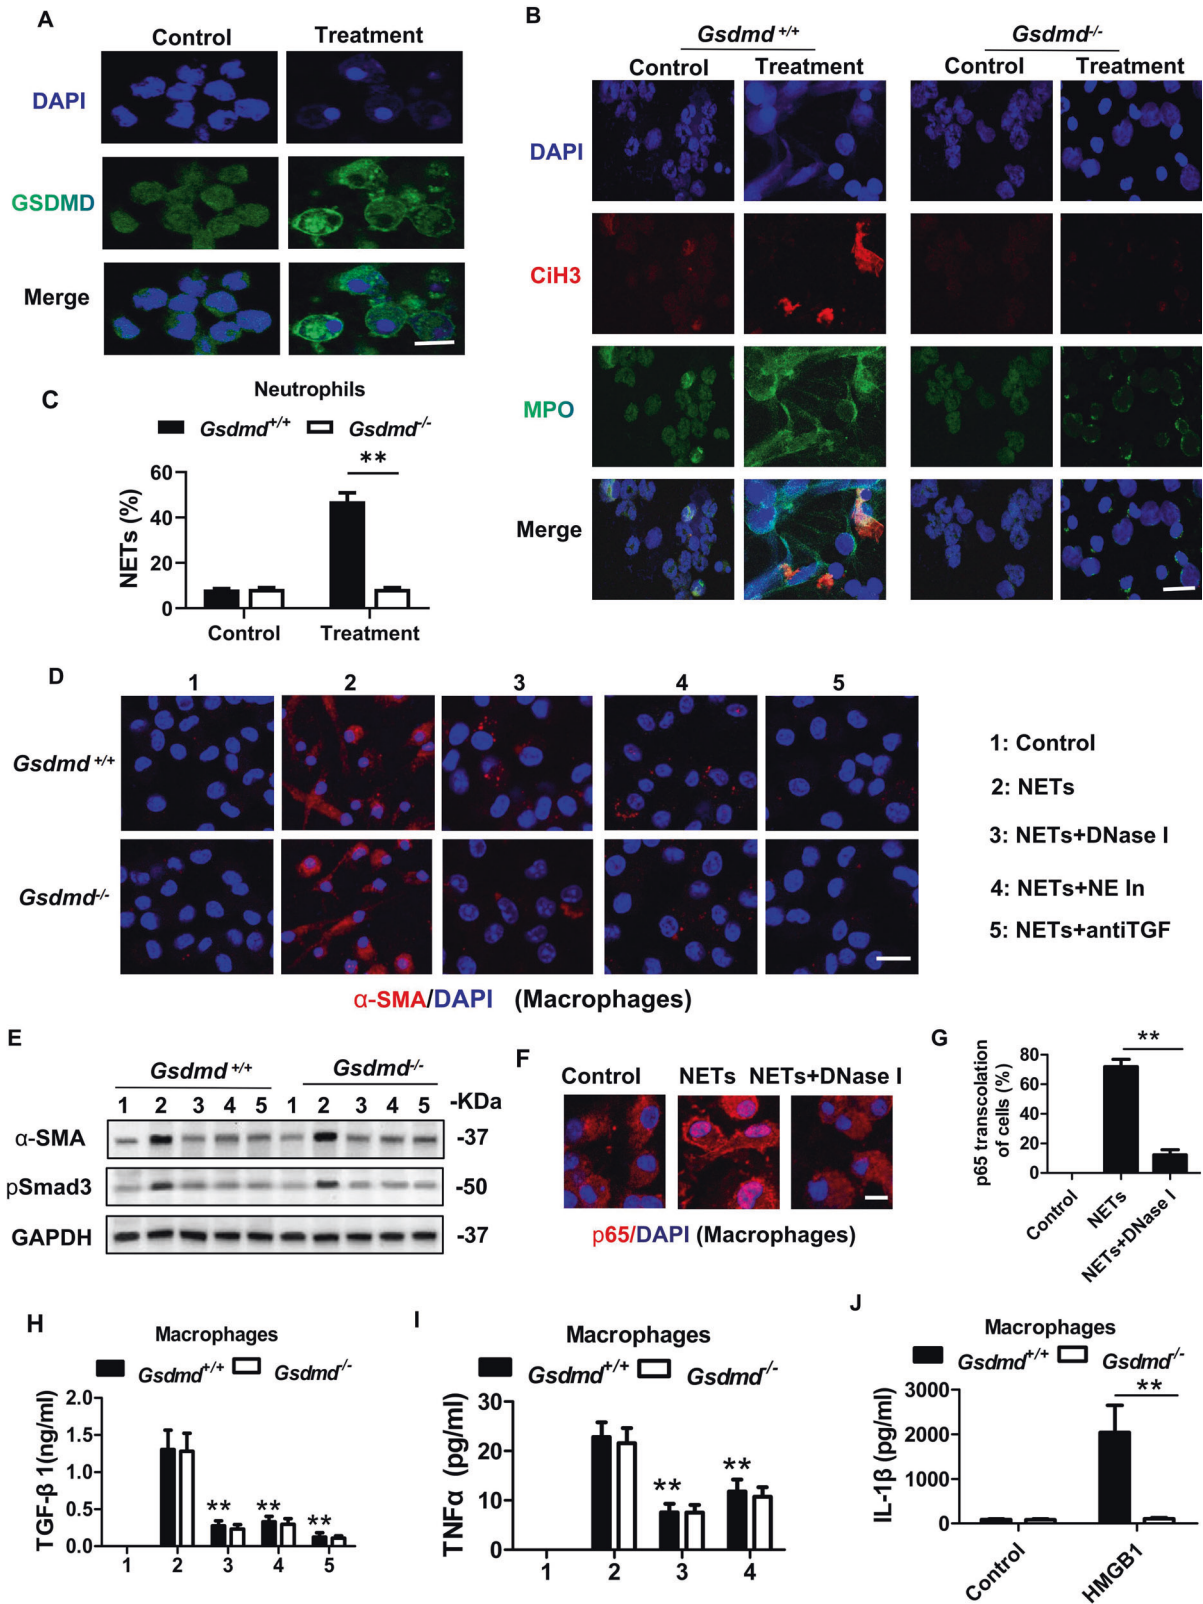 A
Control Treatment
DAPI
GSDMD
Merge
B
Gsdmd+/+ Gsdmd-/-
Control Treatment Control Treatment
DAPI
CiH3
MPO
Merge
C
Neutrophils
Gsdmd+/+ Gsdmd-/-
**
60
40
20
0
NETs (%)
Control Treatment
D
1 2 3 4 5
Gsdmd+/+
Gsdmd-/-
1: Control
2: NETs
3: NETs+DNase I
4: NETs+NE In
5: NETs+antiTGF
α-SMA/DAPI (Macrophages)
E
Gsdmd+/+ Gsdmd-/-
1 2 3 4 5 1 2 3 4 5 -KDa
α-SMA -37
pSmad3 -50
GAPDH -37
F
Control NETs NETs+DNase I
p65/DAPI (Macrophages)
G
**
80
60
40
20
0
p65 transcolation
of cells (%)
Control
NETs
NETs+DNase I
H
Macrophages
Gsdmd+/+ Gsdmd-/-
2.0
1.5
1.0
0.5
0.0
TGF-β 1(ng/ml)
** ** **
1 2 3 4 5
I
Macrophages
Gsdmd+/+ Gsdmd-/-
30
20
10
0
TNFα (pg/ml)
** **
1 2 3 4
J
Macrophages
Gsdmd+/+ Gsdmd-/-
**
3000
2000
1000
0
IL-1β (pg/ml)
Control
HMGB1